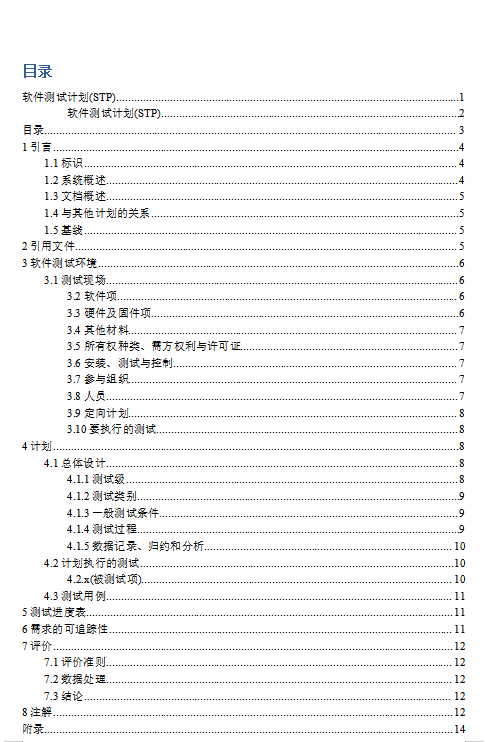 目录
软件测试计划(STP)........1
软件测试计划(STP)........2
目录........3
1 引言........4
1.1 标识........4
1.2 系统概述........4
1.3 文档概述........5
1.4 与其他计划的关系........5
1.5 基线........5
2 引用文件........5
3 软件测试环境........6
3.1 测试现场........6
3.2 软件项........6
3.3 硬件及固件项........6
3.4 其他材料........7
3.5 所有权种类、需方权利与许可证........7
3.6 安装、测试与控制........7
3.7 参与组织........7
3.8 人员........7
3.9 定向计划........8
3.10 要执行的测试........8
4 计划........8
4.1 总体设计........8
4.1.1 测试级........8
4.1.2 测试类别........9
4.1.3 一般测试条件........9
4.1.4 测试过程........9
4.1.5 数据记录、归约和分析........10
4.2 计划执行的测试........10
4.2.x(被测试项)........10
4.3 测试用例........11
5 测试进度表........11
6 需求的可追踪性........11
7 评价........12
7.1 评价准则........12
7.2 数据处理........12
7.3 结论........12
8 注解........12
附录........14